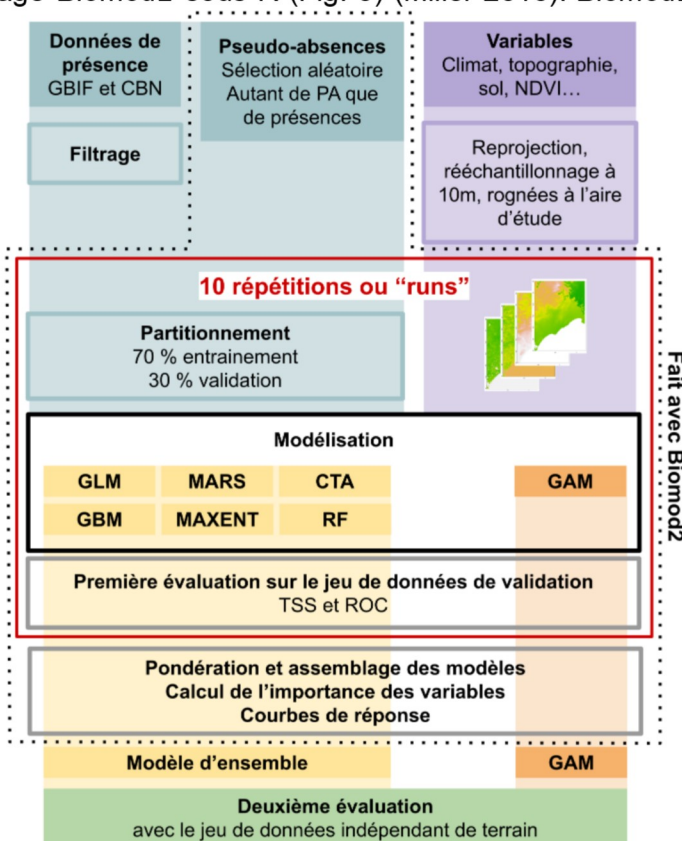 Données de
présence
GBIF et CBN
Pseudo-absences
Sélection aléatoire
Autant de PA que
de présences
Variables
Climat, topographie,
sol, NDVI…
Filtrage
Reprojection,
rééchantillonnage à
10m, rognées à l’aire
d’étude
10 répétitions ou “runs”
Partitionnement
70 % entrainement
30 % validation
Fait avec Biomod2
Modélisation
GLM MARS CTA GAM
GBM MAXENT RF
Première évaluation sur le jeu de données de validation
TSS et ROC
Pondération et assemblage des modèles
Calcul de l’importance des variables
Courbes de réponse
Modèle d’ensemble GAM
Deuxième évaluation
avec le jeu de données indépendant de terrain